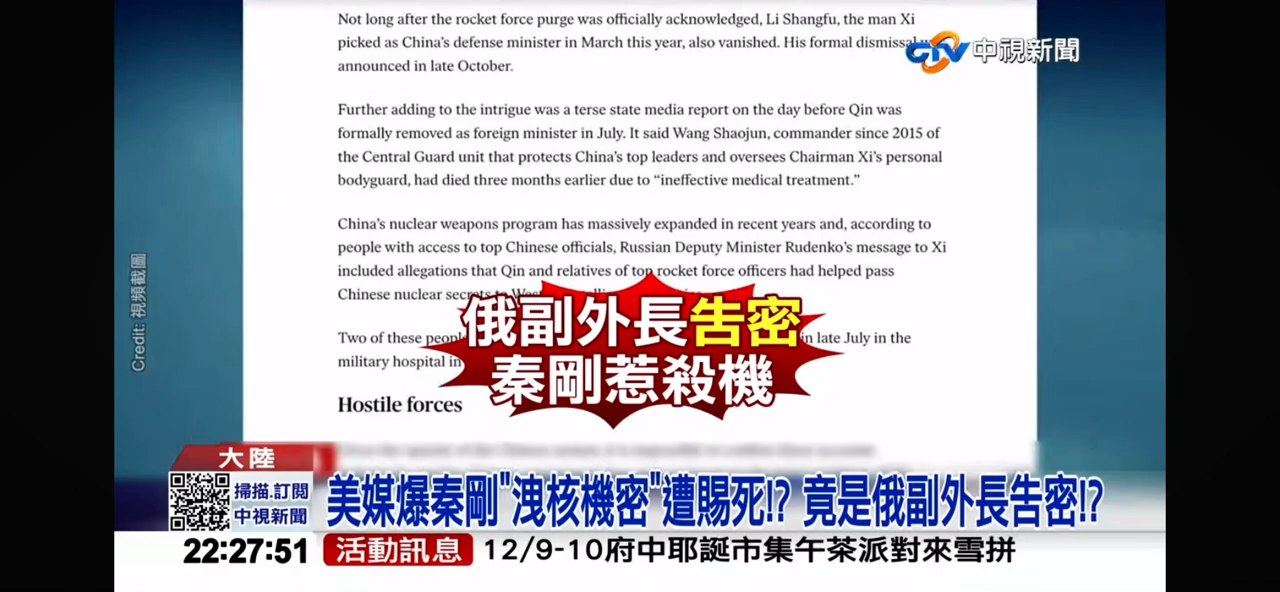 Not long after the rocket force purge was officially acknowledged, Li Shangfu, the man Xi
picked as China's defense minister in March this year, also vanished. His formal dismissal
announced in late October.
CTV 中視新聞
Further adding to the intrigue was a terse state media report on the day before Qin was
formally removed as foreign minister in July. It said Wang Shaojun, commander since 2015 of
the Central Guard unit that protects China's top leaders and oversees Chairman Xi's personal
bodyguard, had died three months earlier due to “ineffective medical treatment.”
China's nuclear weapons program has massively expanded in recent years and, according to
people with access to top Chinese officials, Russian Deputy Minister Rudenko's message to Xi
included allegations that Qin and relatives of top rocket force officers had helped pass
Chinese nuclear secrets
Two of these in late July in the
military hospital in
俄副外長告密
秦剛惹殺機
Hostile forces
Credit: 視頻截圖
大陸
掃描.訂閱
中視新聞
美媒爆秦剛"洩核機密"遭賜死!? 竟是俄副外長告密!?
22:27:51 活動訊息 12/9-10府中耶誕市集午茶派對來雪拼